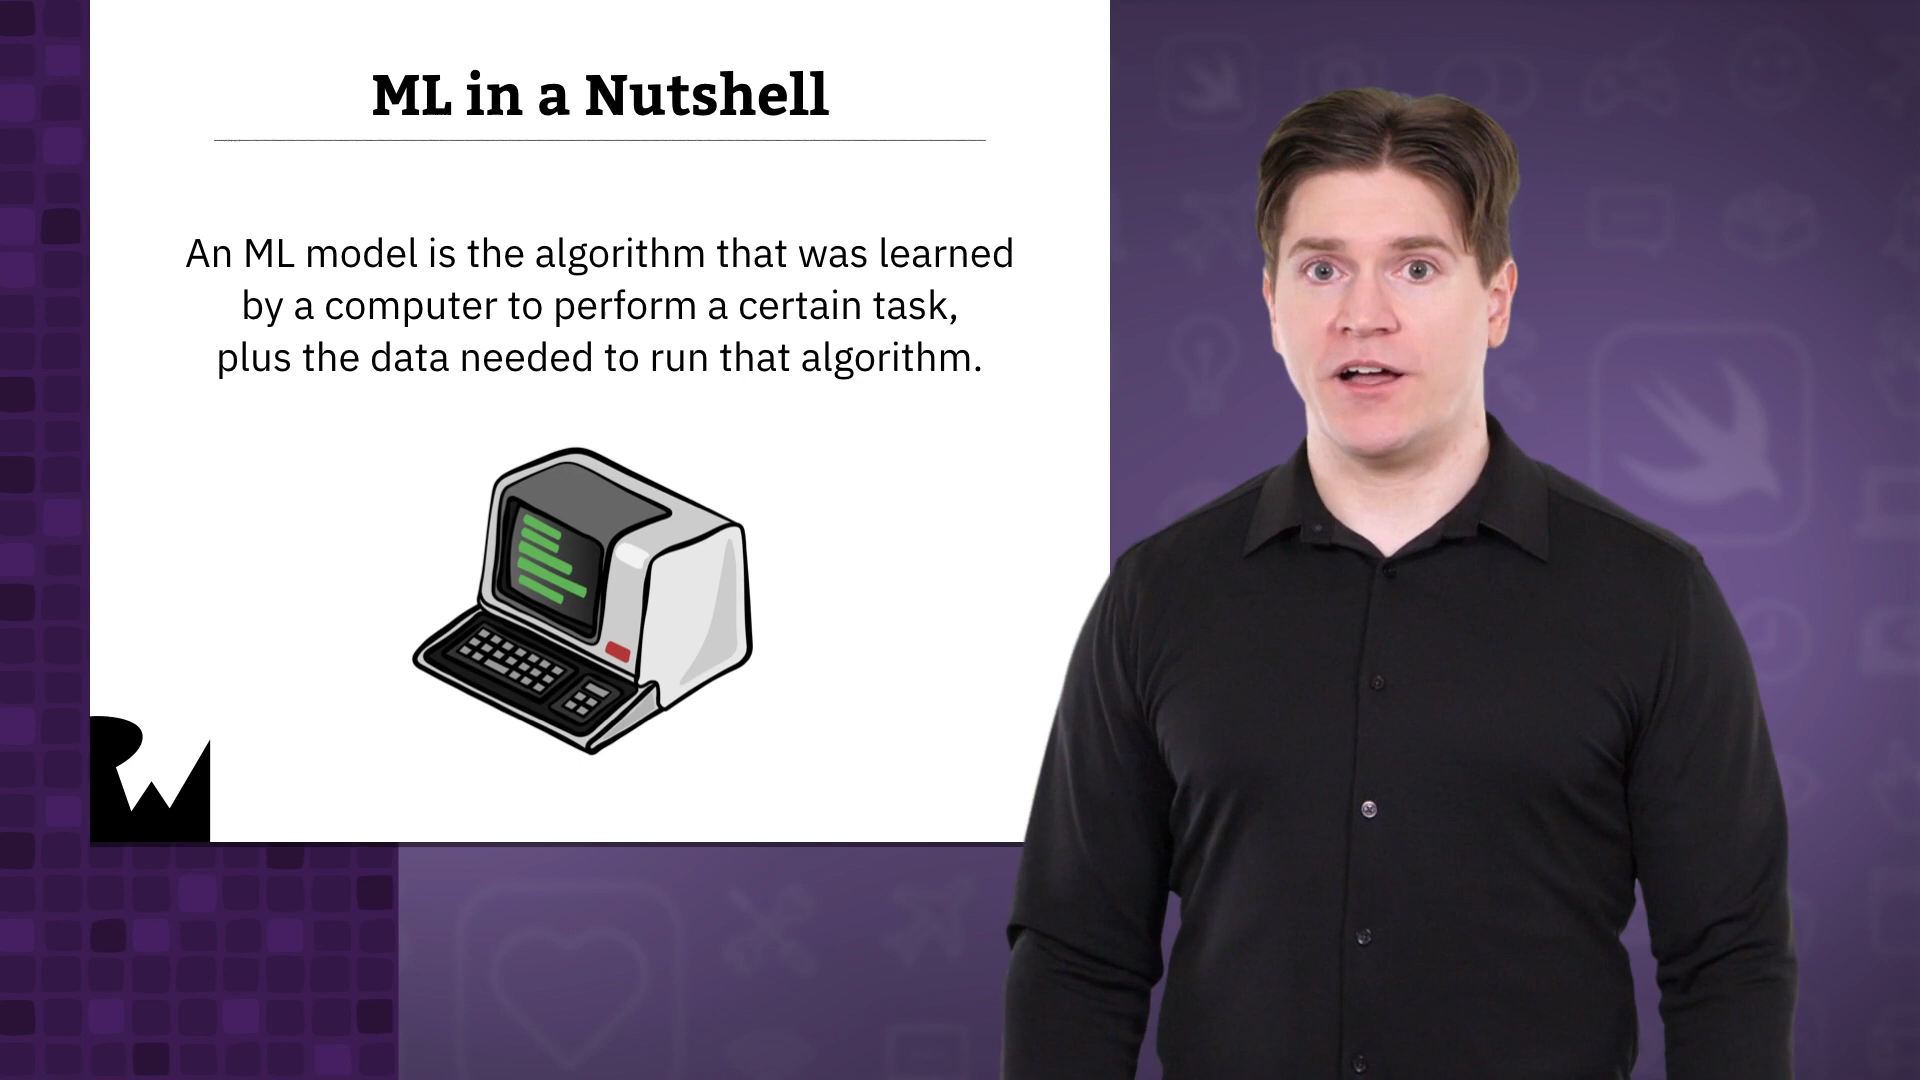 ML in a Nutshell
An ML model is the algorithm that was learned
by a computer to perform a certain task,
plus the data needed to run that algorithm.
RW